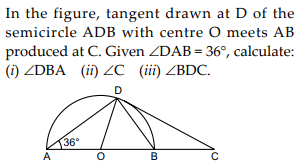 In the figure, tangent drawn at D of the
semicircle ADB with centre O meets AB
produced at C. Given ∠DAB = 36°, calculate:
(i) ∠DBA (ii) ∠C (iii) ∠BDC.
D
36°
A O B C